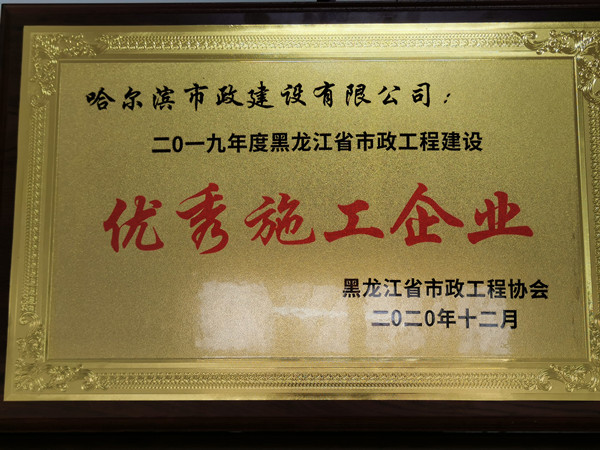 哈尔滨市政建设有限公司：
二0一九年度黑龙江省市政工程建设
优秀施工企业
黑龙江省市政工程协会
二0二0年十二月